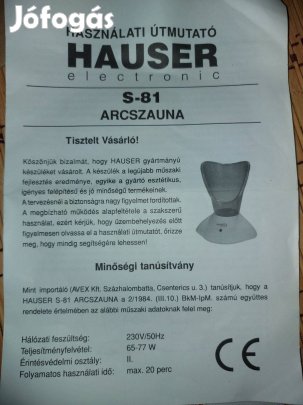 Jófogás
HASZNÁLATI ÚTMUTATÓ
HAUSER
electronic
S-81
ARCSZAUNA
Tisztelt Vásárló!
Köszönjük bizalmát, hogy HAUSER gyártmányú
készüléket vásárolt. A készülék a legújabb műszaki
fejlesztés eredménye, egyike a gyártó esztétikus,
igényes felépítésű és jó minőségű termékeinek.
A tervezésnél a biztonságra nagy figyelmet fordítottak.
A megbízható működés alapfeltétele a szakszerű
használat, ezért kérjük, hogy üzembehelyezés előtt
figyelmesen olvassa el a használati útmutatót, őrizze
meg, hogy mindig segítségére lehessen!
Minőségi tanúsítvány
Mint importáló (AVEX Kft. Százhalombatta, Csenterics u. 3.) tanúsítjuk, hogy a
HAUSER S-81 ARCSZAUNA a 2/1984. (III.10.) BkM-IpM. számú együttes
rendelete értelmében az alábbi műszaki adatoknak felel meg:
Hálózati feszültség: 230V/50Hz
Teljesítményfelvétel: 65-77 W
Érintésvédelmi osztály: II.
Folyamatos használati idő: max. 20 perc
CE